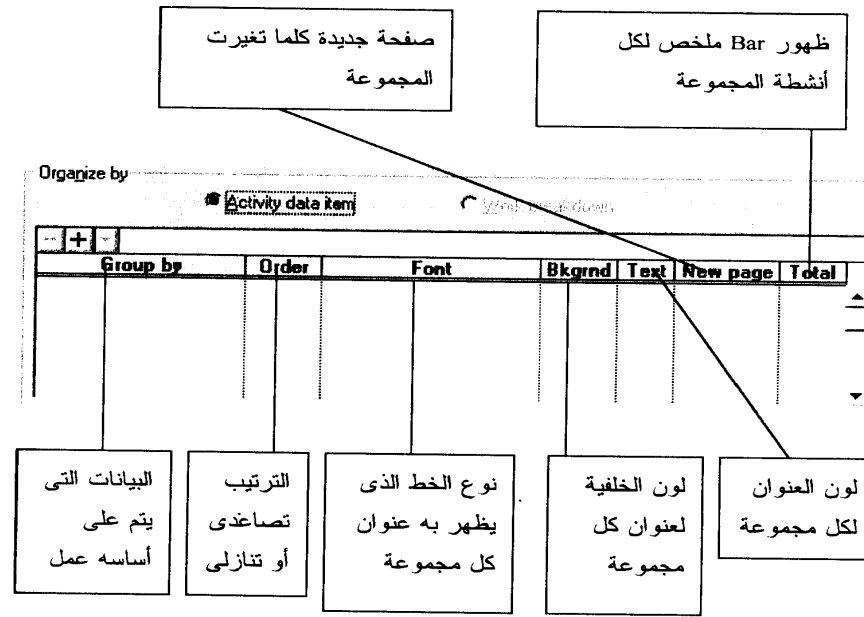 ظهور Bar ملخص لكل
أنشطة المجموعة
صفحة جديدة كلما تغيرت
المجموعة
Organize by
Activity data item
Work breakdown
Group by Order Font Bkgrnd Text New page Total
البيانات التى
يتم على
أساسه عمل
الترتيب
تصاعدى
أو تنازلى
نوع الخط الذى
يظهر به عنوان
كل مجموعة
لون الخلفية
لعنوان كل
مجموعة
لون العنوان
لكل مجموعة